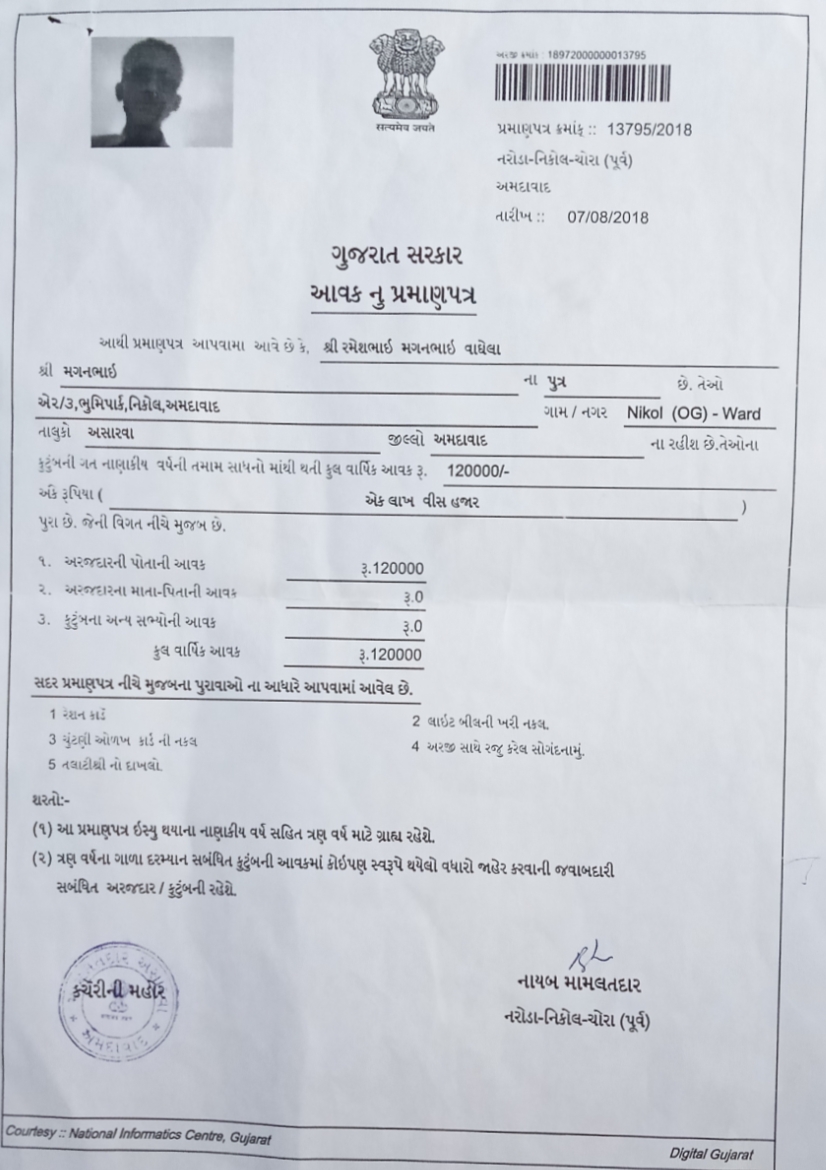 અરજી ક્રમાંક : 18972000000013795
सत्यमेव जयते
પ્રમાણપત્ર ક્રમાંક :: 13795/2018
નરોડા-નિકોલ-ચોરા (પૂર્વ)
અમદાવાદ
તારીખ :: 07/08/2018
ગુજરાત સરકાર
આવક નુ પ્રમાણપત્ર
આથી પ્રમાણપત્ર આપવામા આવે છે કે, શ્રી રમેશભાઇ મગનભાઇ વાઘેલા
શ્રી મગનભાઇ ના પુત્ર છે. તેઓ
એ૨/૩,ભુમિપાર્ક,નિકોલ,અમદાવાદ ગામ / નગર Nikol (OG) - Ward
તાલુકો અસારવા જીલ્લો અમદાવાદ ના રહીશ છે.તેઓના
કુટુંબની ગત નાણાકીય વર્ષની તમામ સાધનો માંથી થતી કુલ વાર્ષિક આવક રૂ. 120000/-
અંકે રૂપિયા ( એક લાખ વીસ હજાર )
પુરા છે. જેની વિગત નીચે મુજબ છે.
૧. અરજદારની પોતાની આવક રૂ.120000
૨. અરજદારના માતા-પિતાની આવક રૂ.0
૩. કુટુંબના અન્ય સભ્યોની આવક રૂ.0
કુલ વાર્ષિક આવક રૂ.120000
સદર પ્રમાણપત્ર નીચે મુજબના પુરાવાઓ ના આધારે આપવામાં આવેલ છે.
1 રેશન કાર્ડ 2 લાઇટ બીલની ખરી નકલ.
3 ચુંટણી ઓળખ કાર્ડ ની નકલ 4 અરજી સાથે રજુ કરેલ સોગંદનામું.
5 તલાટીશ્રી નો દાખલો.
શરતો:-
(૧) આ પ્રમાણપત્ર ઇસ્યુ થયાના નાણાકીય વર્ષ સહિત ત્રણ વર્ષ માટે ગ્રાહ્ય રહેશે.
(૨) ત્રણ વર્ષના ગાળા દરમ્યાન સબંધિત કુટુંબની આવકમાં કોઇપણ સ્વરૂપે થયેલો વધારો જાહેર કરવાની જવાબદારી
સબંધિત અરજદાર / કુટુંબની રહેશે.
કચેરીની મહોર
અમદાવાદ
નાયબ મામલતદાર
નરોડા-નિકોલ-ચોરા (પૂર્વ)
Courtesy :: National Informatics Centre, Gujarat
Digital Gujarat